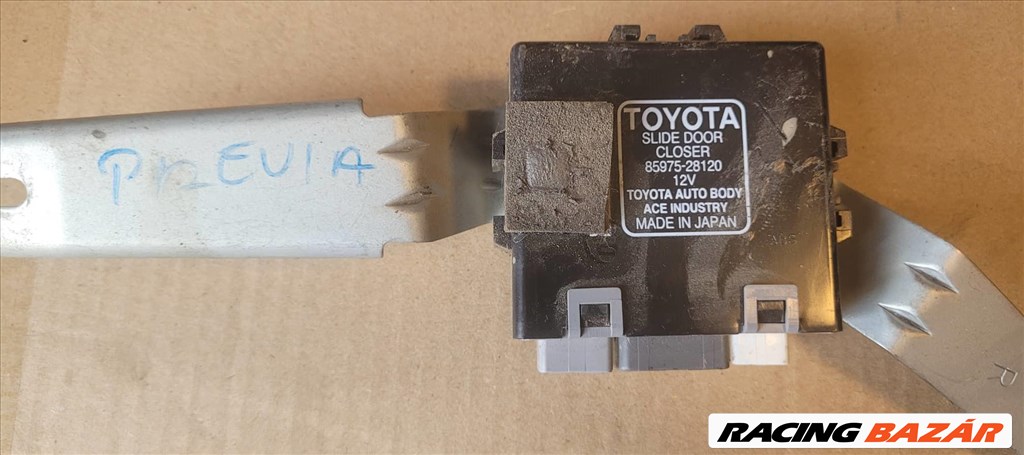 PREVIA
TOYOTA
SLIDE DOOR
CLOSER
85975-28120
12V
TOYOTA AUTO BODY
ACE INDUSTRY
MADE IN JAPAN
R
RACING BAZÁR